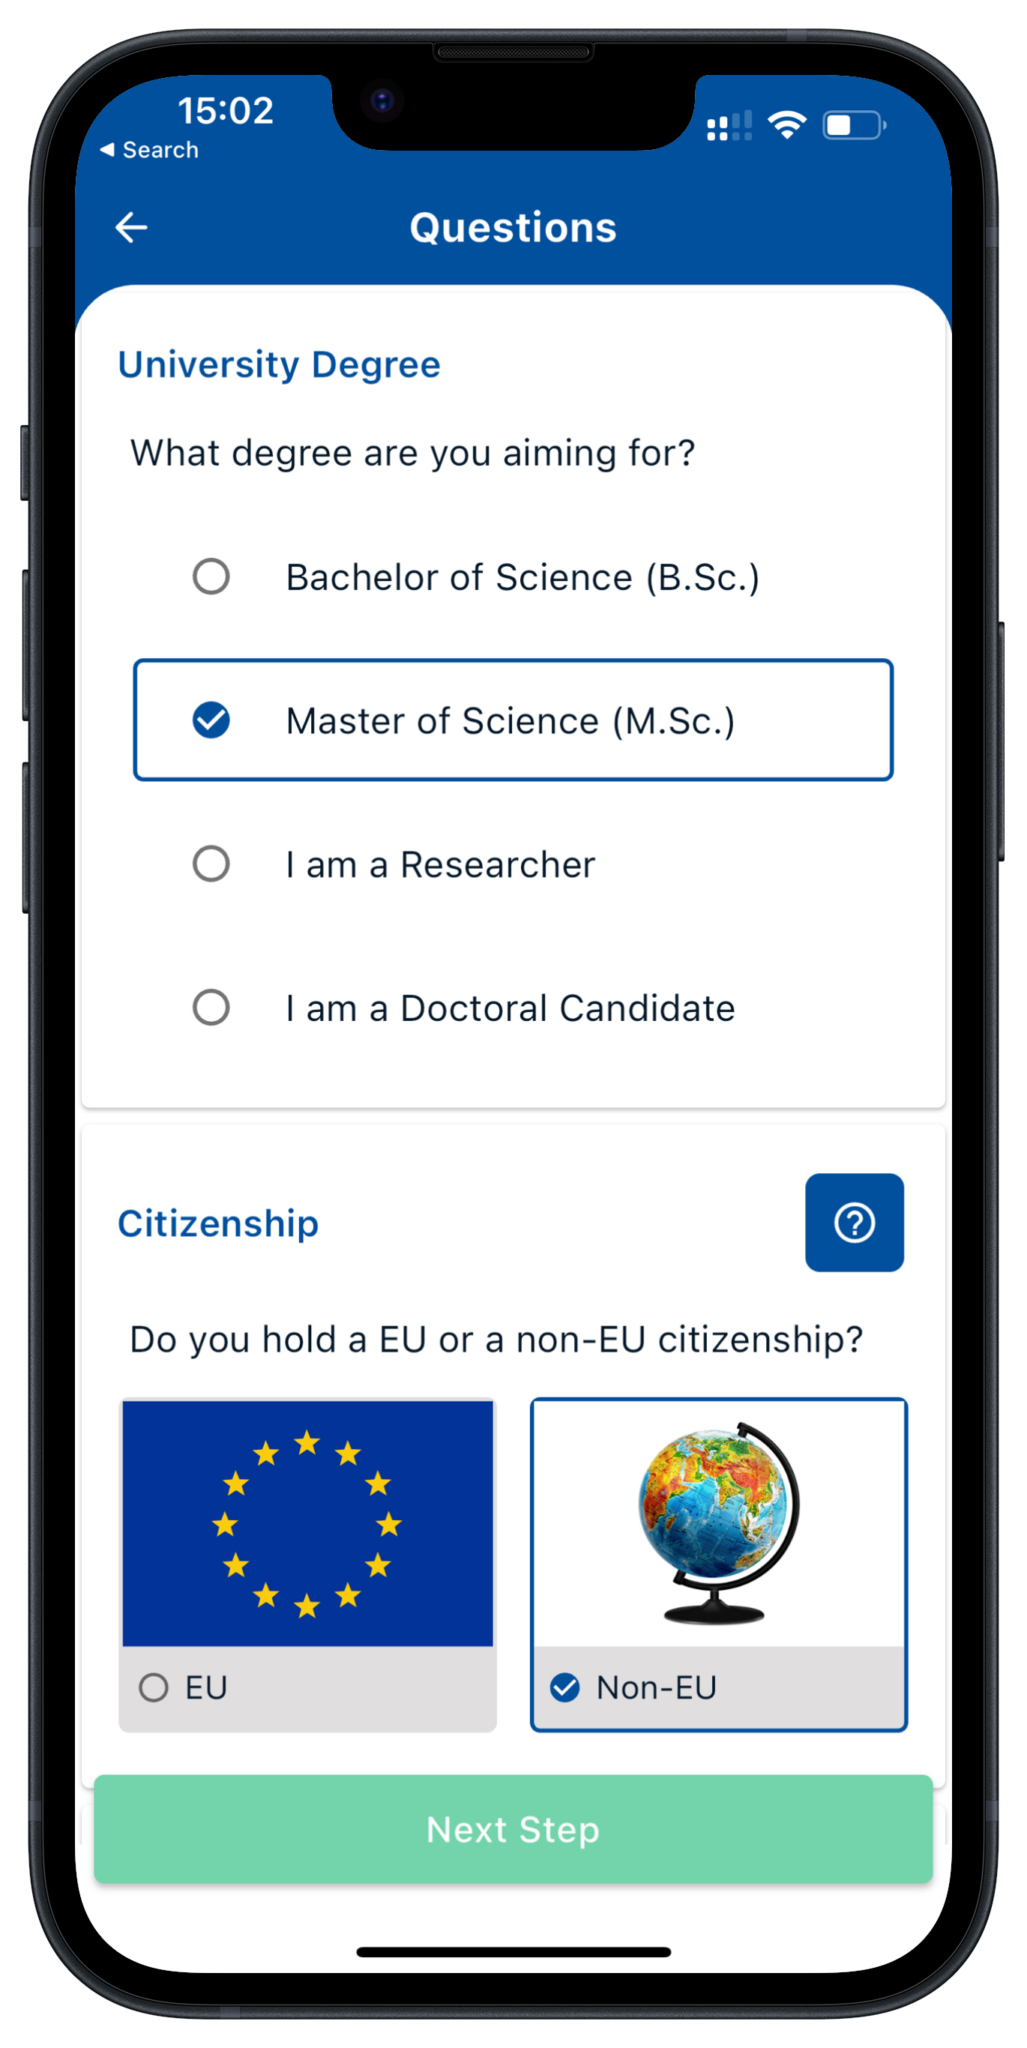 15:02
Search
Questions
University Degree
What degree are you aiming for?
Bachelor of Science (B.Sc.)
Master of Science (M.Sc.)
I am a Researcher
I am a Doctoral Candidate
Citizenship
?
Do you hold a EU or a non-EU citizenship?
EU
Non-EU
Next Step